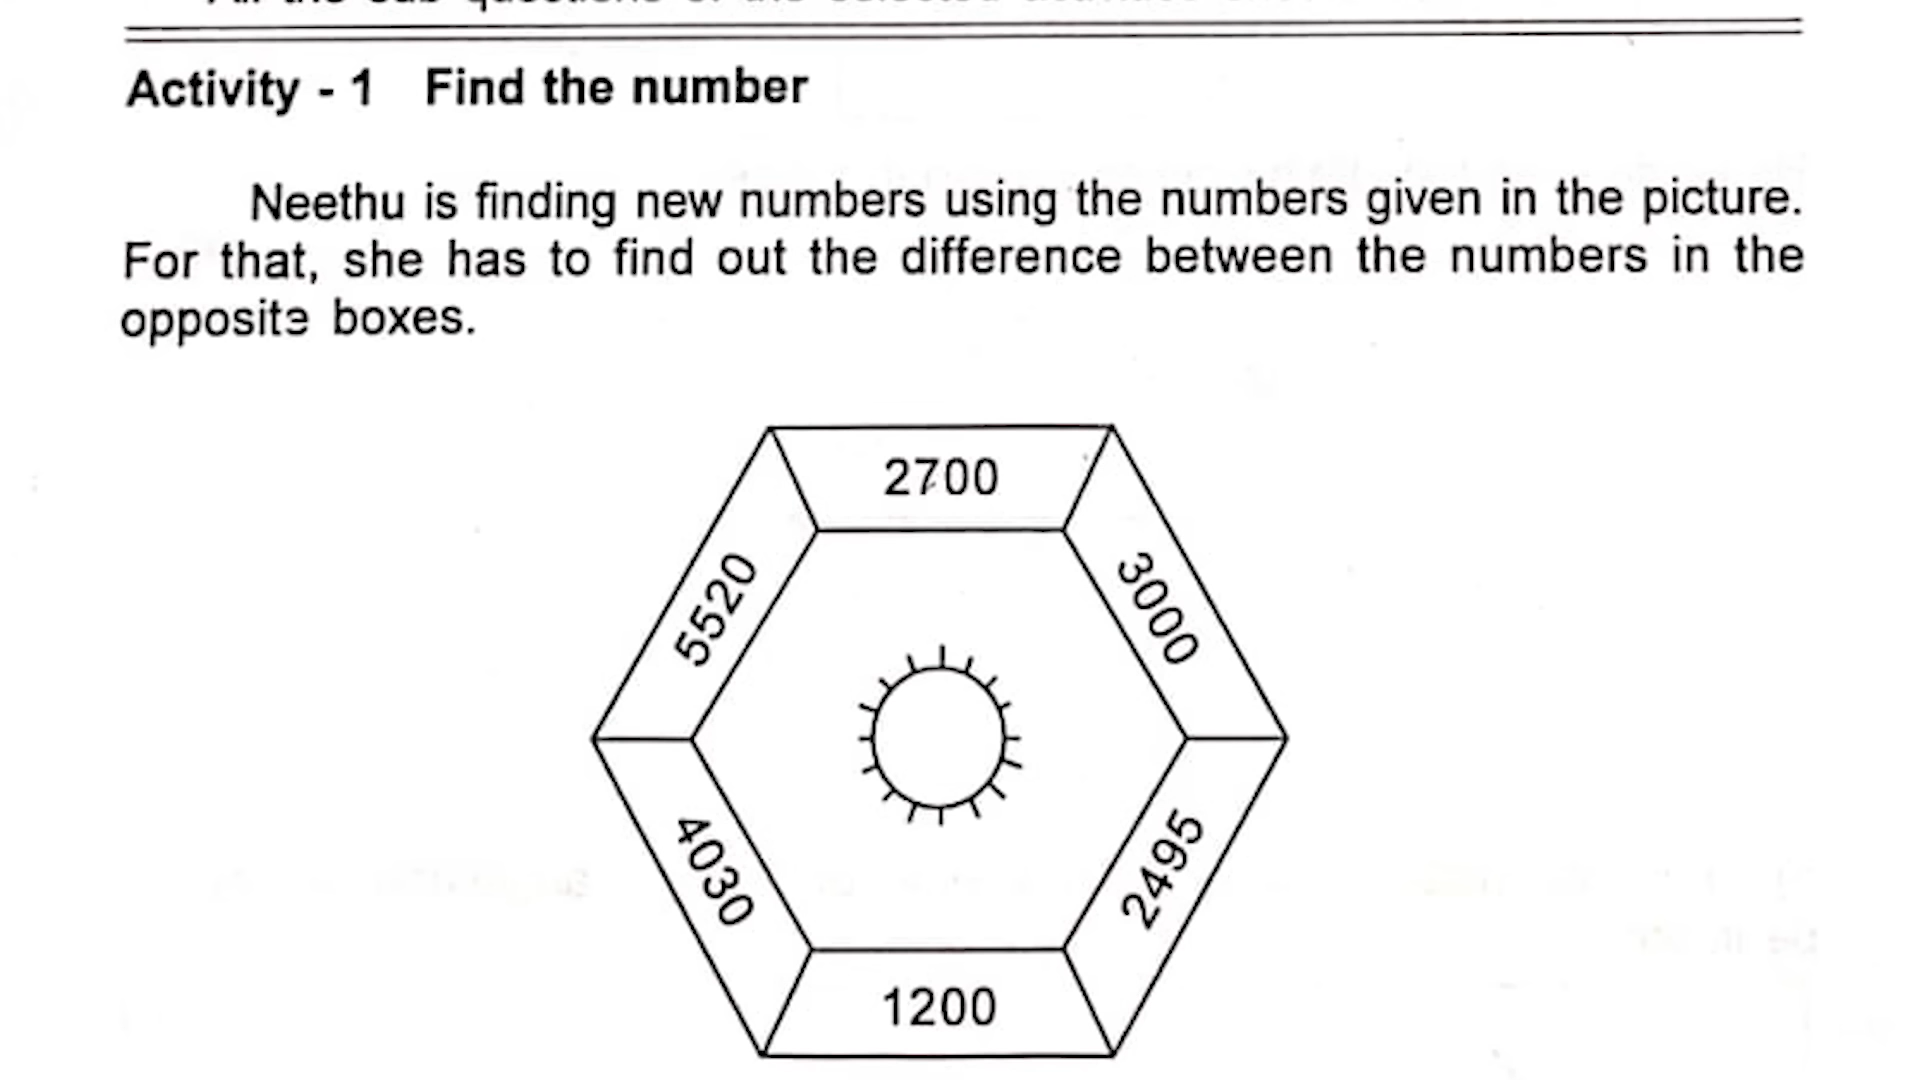 Activity - 1 Find the number
Neethu is finding new numbers using the numbers given in the picture.
For that, she has to find out the difference between the numbers in the
opposite boxes.
2700
5520
3000
4030
2495
1200